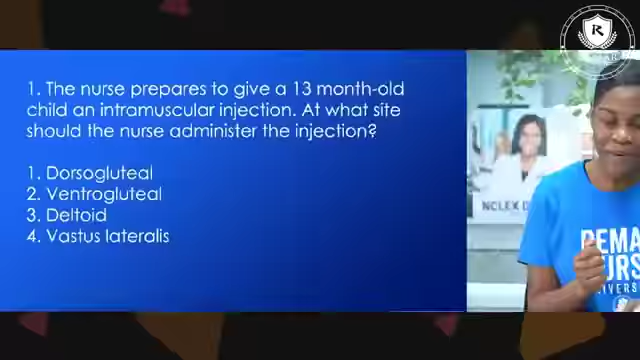 1. The nurse prepares to give a 13 month-old
child an intramuscular injection. At what site
should the nurse administer the injection?
1. Dorsogluteal
2. Ventrogluteal
3. Deltoid
4. Vastus lateralis
NCLEX
R